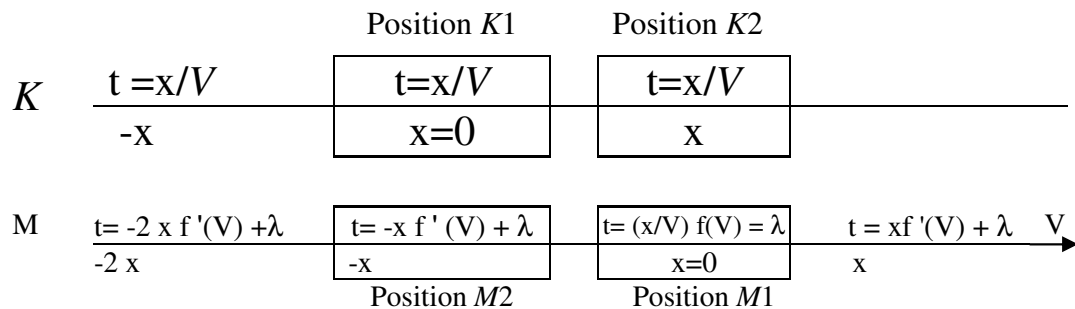 Position K1 Position K2
K t =x/V t=x/V t=x/V
-x x=0 x
M t= -2 x f '(V) +λ t= -x f ' (V) + λ t= (x/V) f(V) = λ t = xf '(V) + λ V
-2 x -x x=0 x
Position M2 Position M1